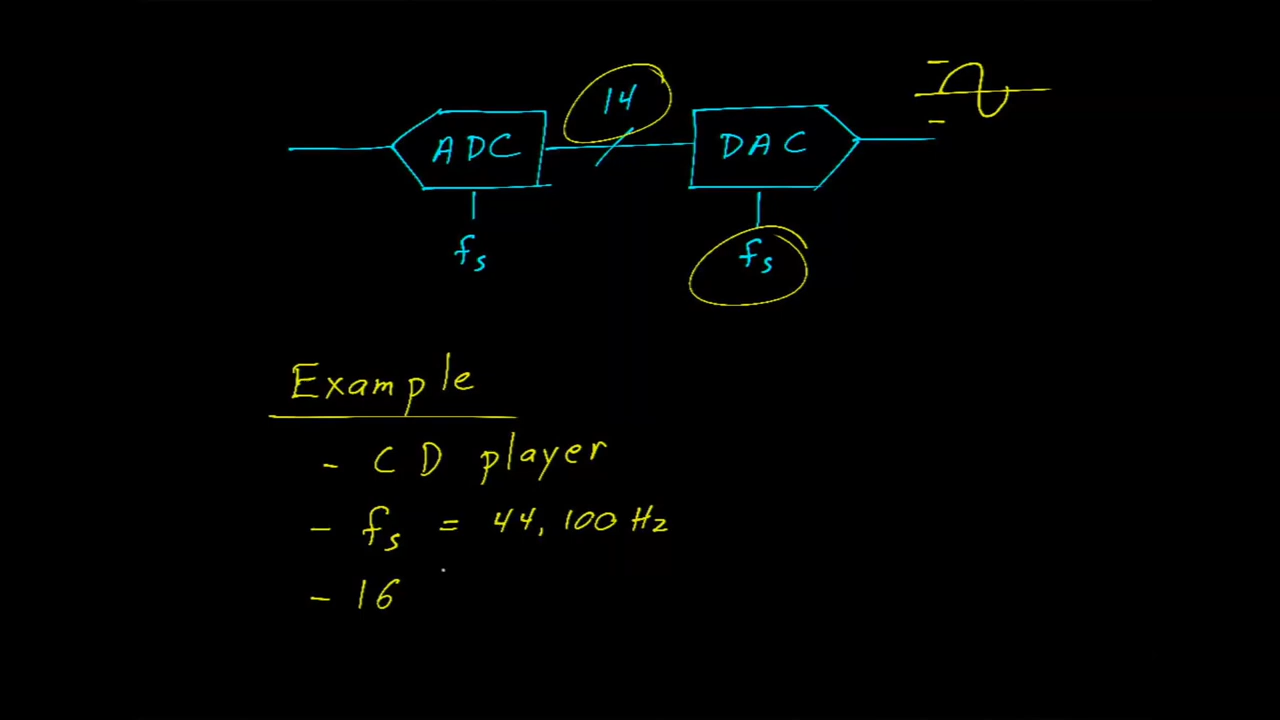 14
ADC
DAC
fs
fs
Example
- CD player
- fs = 44,100 Hz
- 16